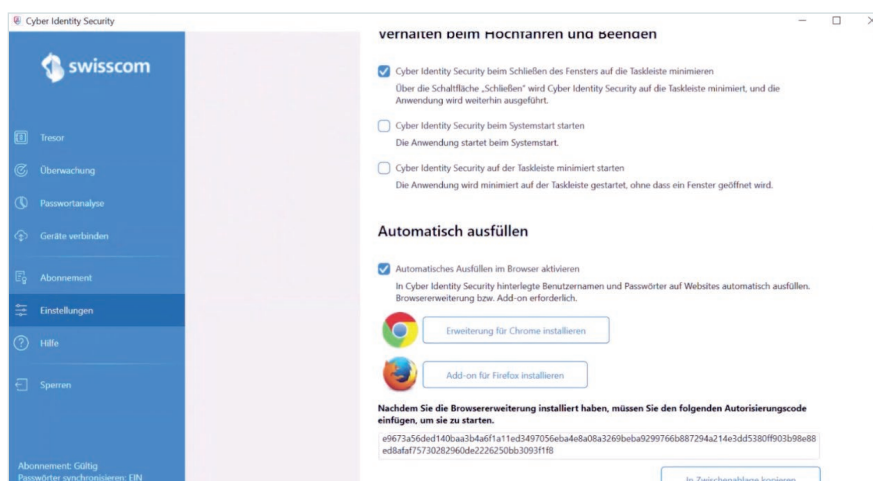 Cyber Identity Security
swisscom
Tresor
Überwachung
Passwortanalyse
Geräte verbinden
Abonnement
Einstellungen
Hilfe
Sperren
Abonnement: Gültig
Passwörter synchronisieren: EIN
Verhalten beim Hochfahren und Beenden
Cyber Identity Security beim Schließen des Fensters auf die Taskleiste minimieren
Über die Schaltfläche „Schließen" wird Cyber Identity Security auf die Taskleiste minimiert, und die
Anwendung wird weiterhin ausgeführt.
Cyber Identity Security beim Systemstart starten
Die Anwendung startet beim Systemstart.
Cyber Identity Security auf der Taskleiste minimiert starten
Die Anwendung wird minimiert auf der Taskleiste gestartet, ohne dass ein Fenster geöffnet wird.
Automatisch ausfüllen
Automatisches Ausfüllen im Browser aktivieren
In Cyber Identity Security hinterlegte Benutzernamen und Passwörter auf Websites automatisch ausfüllen.
Browsererweiterung bzw. Add-on erforderlich.
Erweiterung für Chrome installieren
Add-on für Firefox installieren
Nachdem Sie die Browsererweiterung installiert haben, müssen Sie den folgenden Autorisierungscode
einfügen, um sie zu starten.
e9673a56ded140baa3b4a6f1a11ed3497056eba4e8a08a3269beba9299766b887294a214e3dd5380ff903b98e88
ed8afaf75730282960de2226250bb3093f1f8
In Zwischenablage kopieren